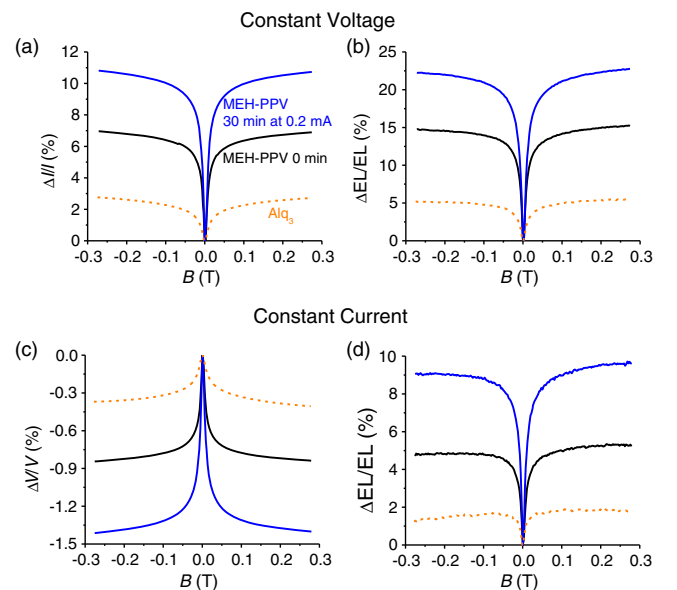 Constant Voltage
(a)
ΔI/I (%)
12
10
8
6
4
2
0
MEH-PPV
30 min at 0.2 mA
MEH-PPV 0 min
Alq3
-0.3 -0.2 -0.1 0.0 0.1 0.2 0.3
B (T)
(b)
ΔEL/EL (%)
25
20
15
10
5
0
-0.3 -0.2 -0.1 0.0 0.1 0.2 0.3
B (T)
Constant Current
(c)
ΔV/V (%)
0.0
-0.3
-0.6
-0.9
-1.2
-1.5
-0.3 -0.2 -0.1 0.0 0.1 0.2 0.3
B (T)
(d)
ΔEL/EL (%)
10
8
6
4
2
0
-0.3 -0.2 -0.1 0.0 0.1 0.2 0.3
B (T)